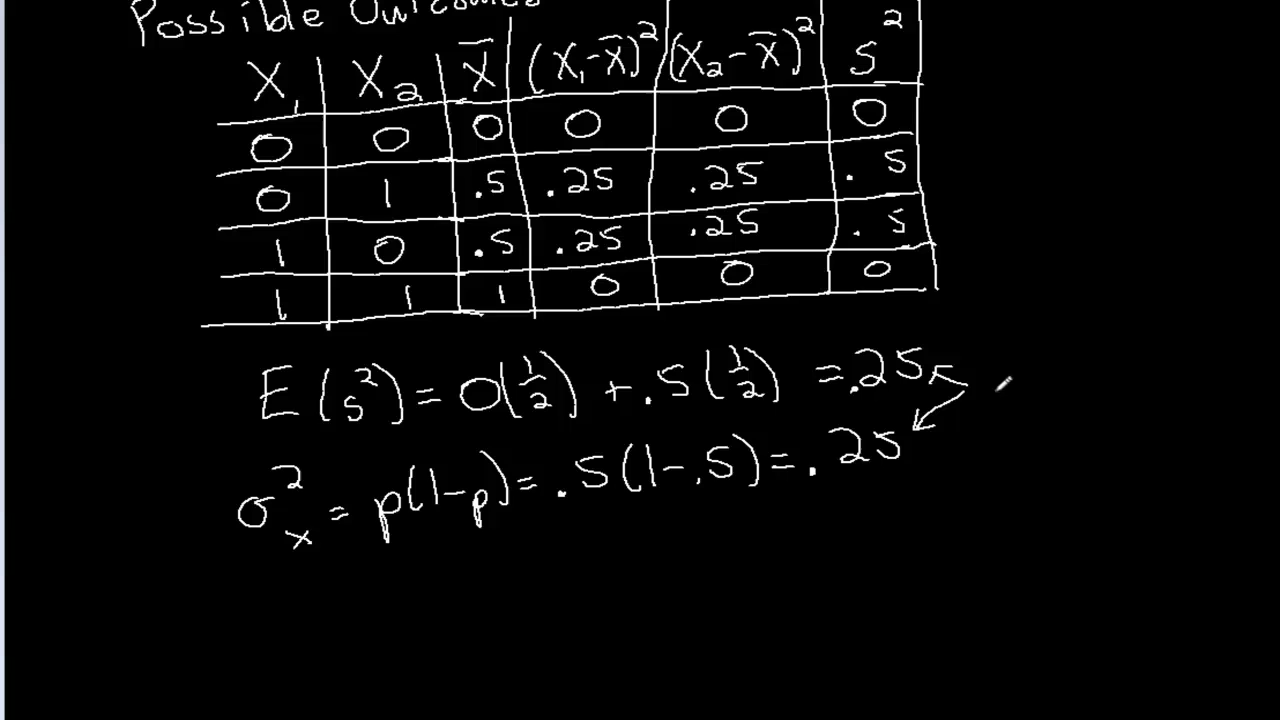 Possible Outcomes
X₁ X₂ X̄ (X₁-X̄)² (X₂-X̄)² S²
0 0 0 0 0 0
0 1 .5 .25 .25 .5
1 0 .5 .25 .25 .5
1 1 1 0 0 0
E(S²) = 0(1/2) + .5(1/2) = .25
σ²ₓ = p(1-p) = .5(1-.5) = .25